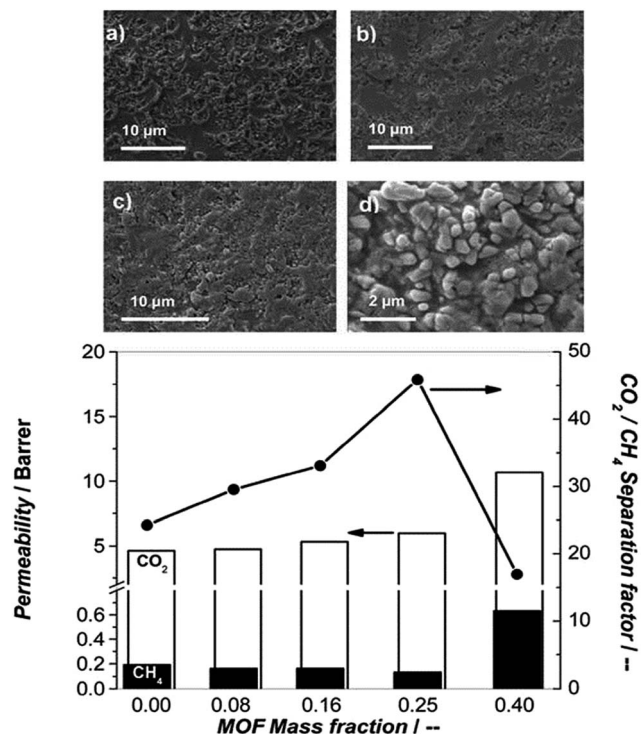 a)
10 µm
b)
10 µm
c)
10 µm
d)
2 µm
20
15
10
5
0.6
0.4
0.2
0.0
50
40
30
20
10
0
Permeability / Barrer
CO₂ / CH₄ Separation factor / --
CO₂
CH₄
0.00 0.08 0.16 0.25 0.40
MOF Mass fraction / --